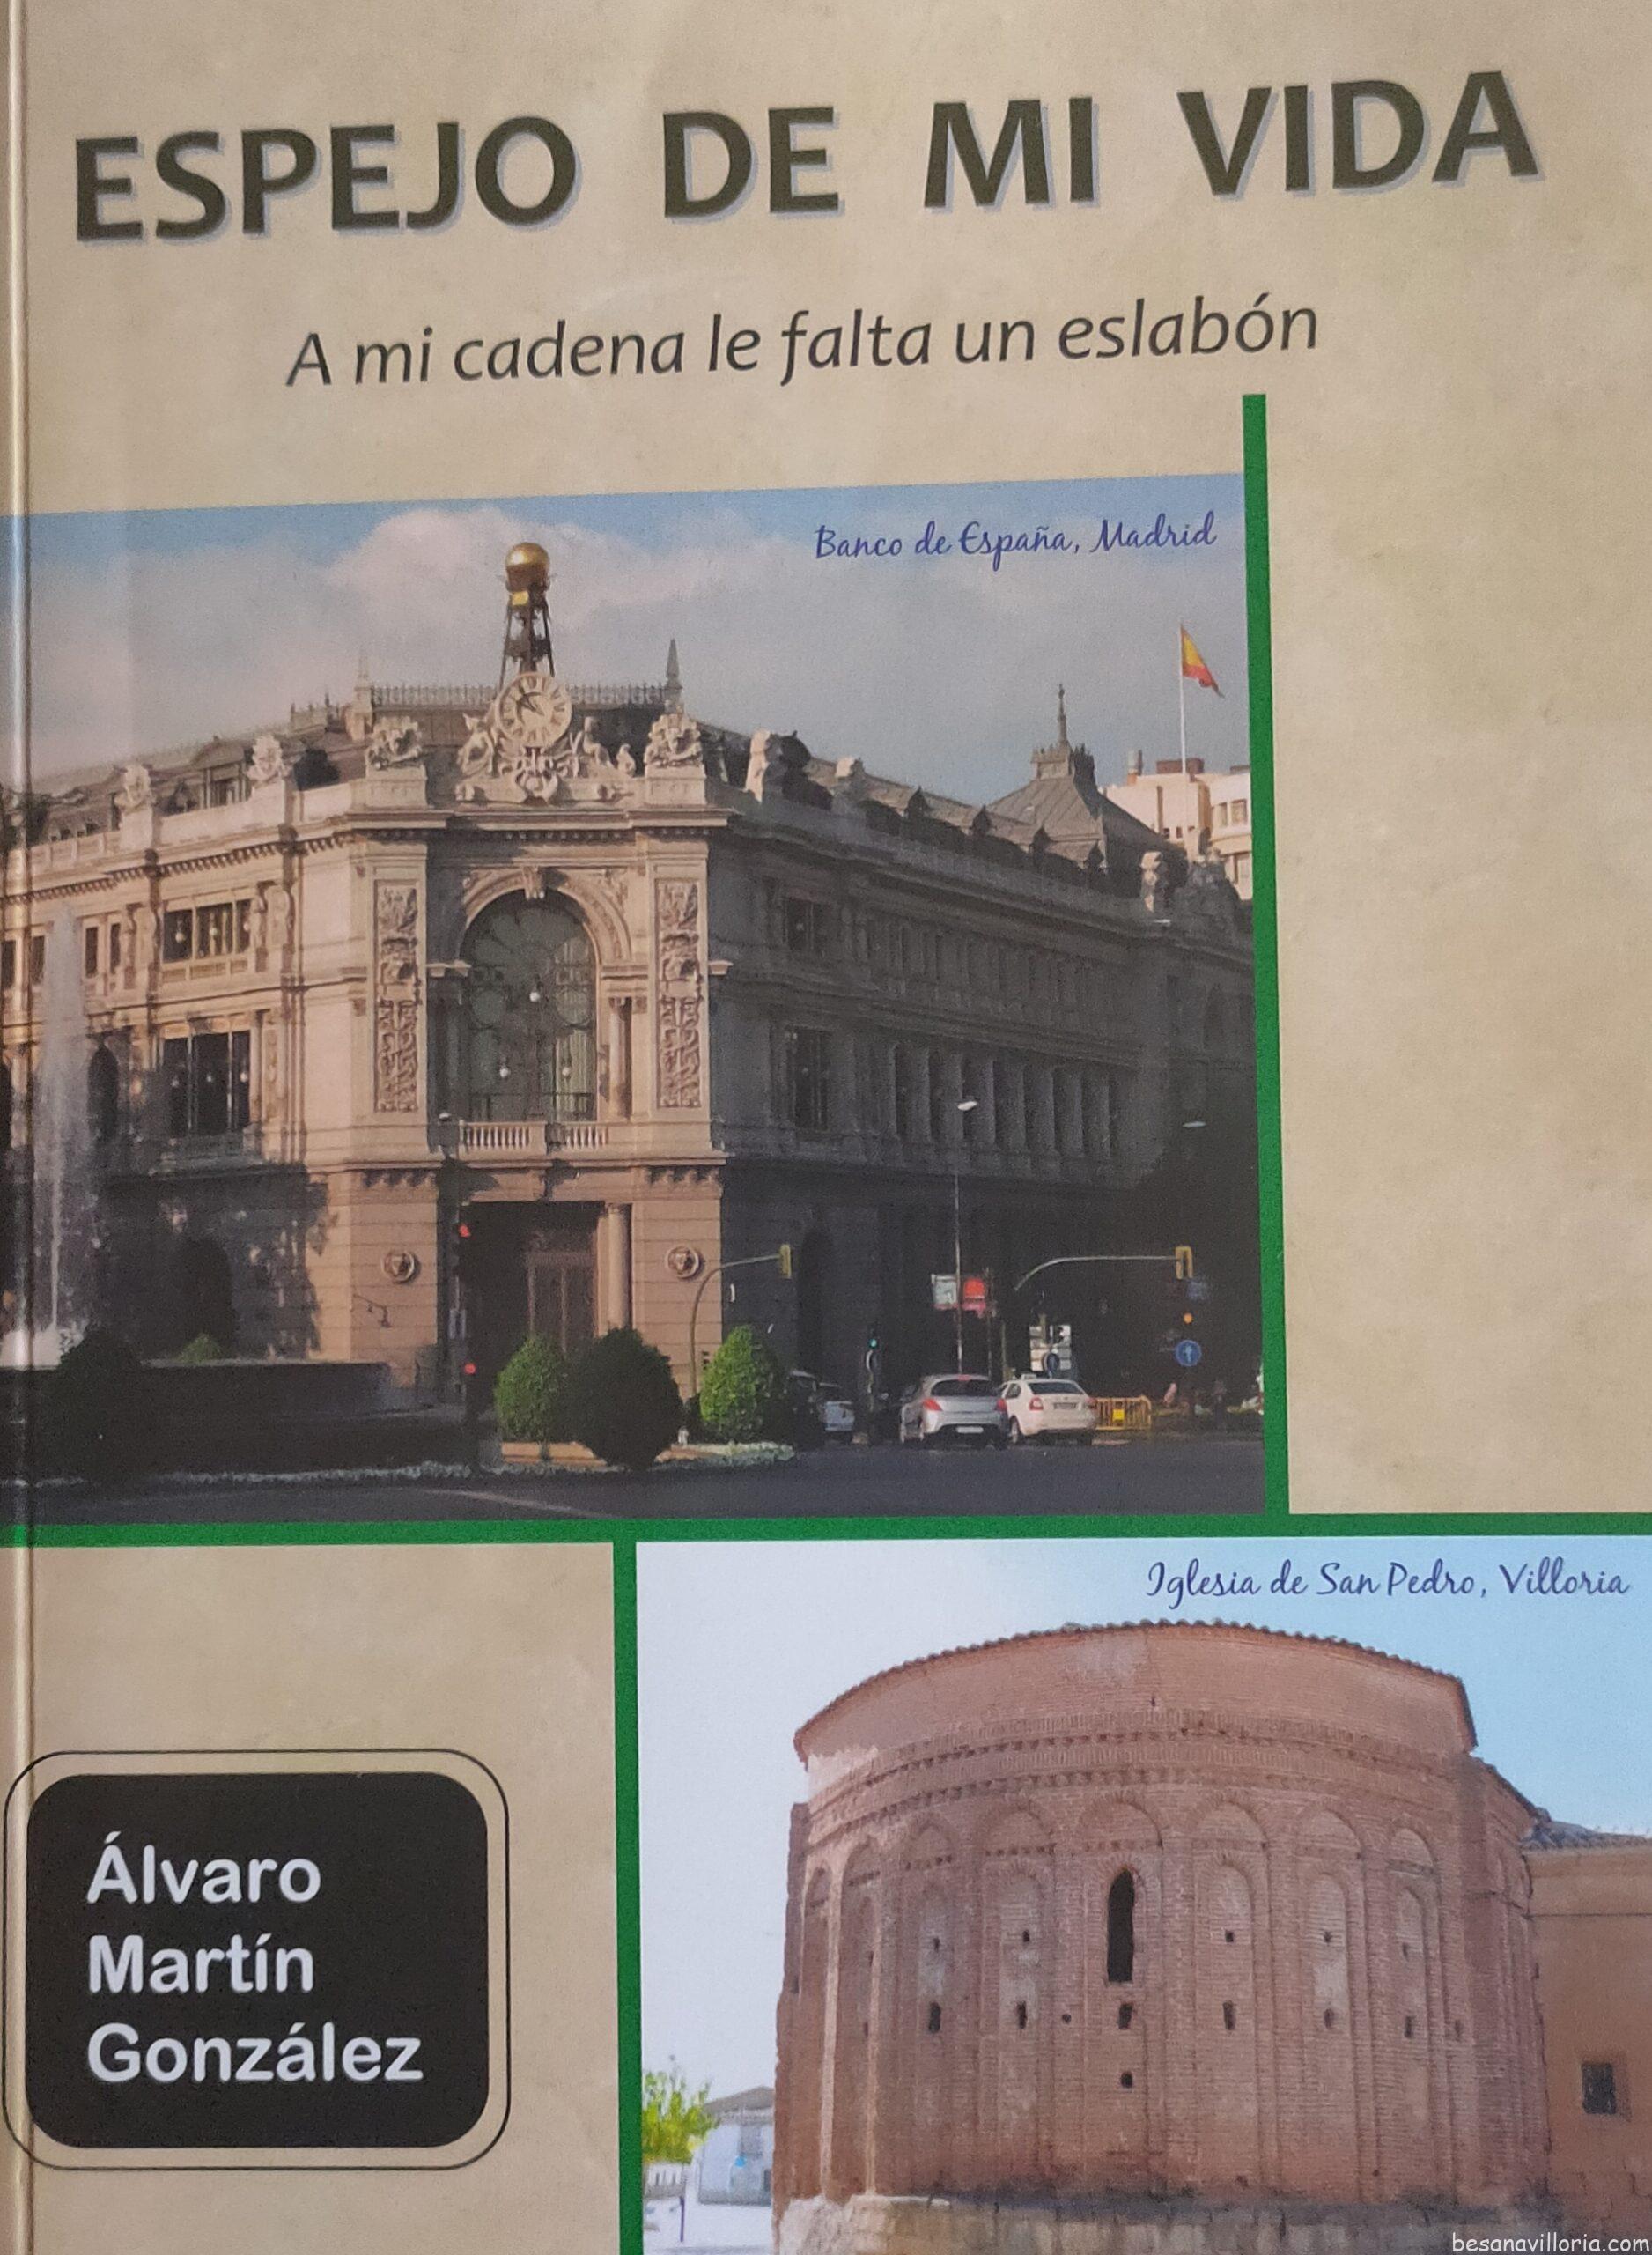 ESPEJO DE MI VIDA
A mi cadena le falta un eslabón
Banco de España, Madrid
Iglesia de San Pedro, Villoria
Álvaro
Martín
González
besanavilloria.com